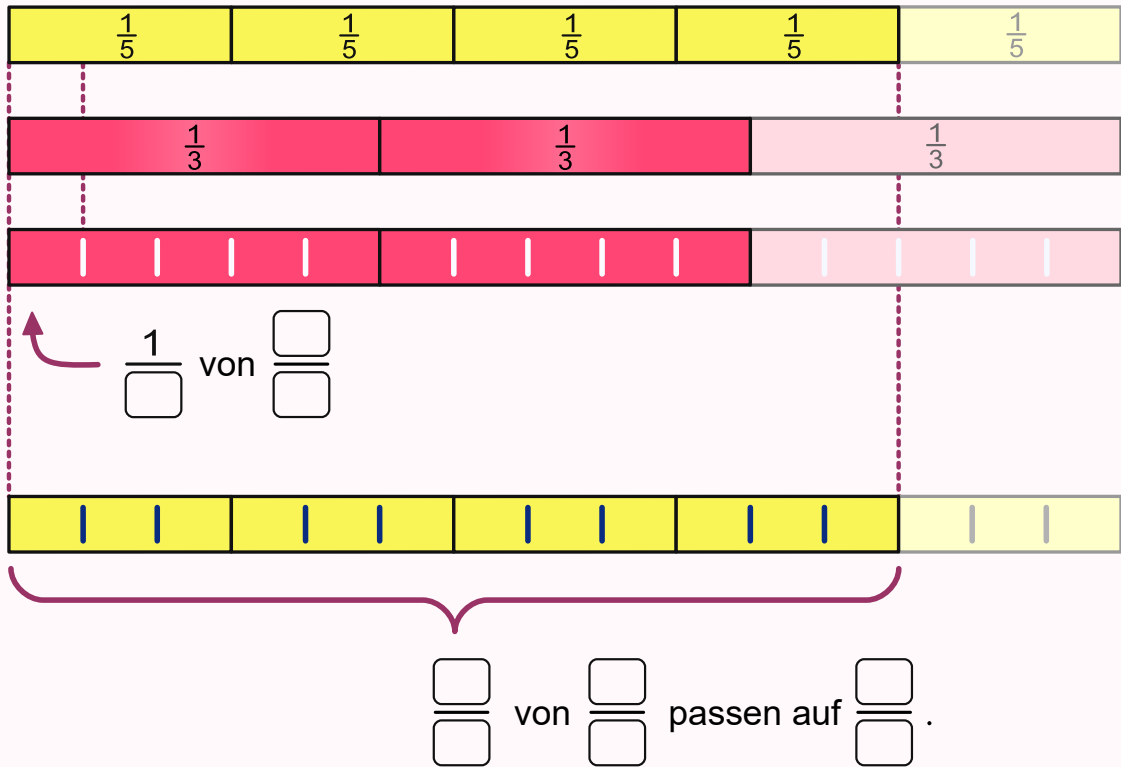 1/5 1/5 1/5 1/5 1/5
1/3 1/3 1/3
1/□ von □/□
□/□ von □/□ passen auf □/□ .